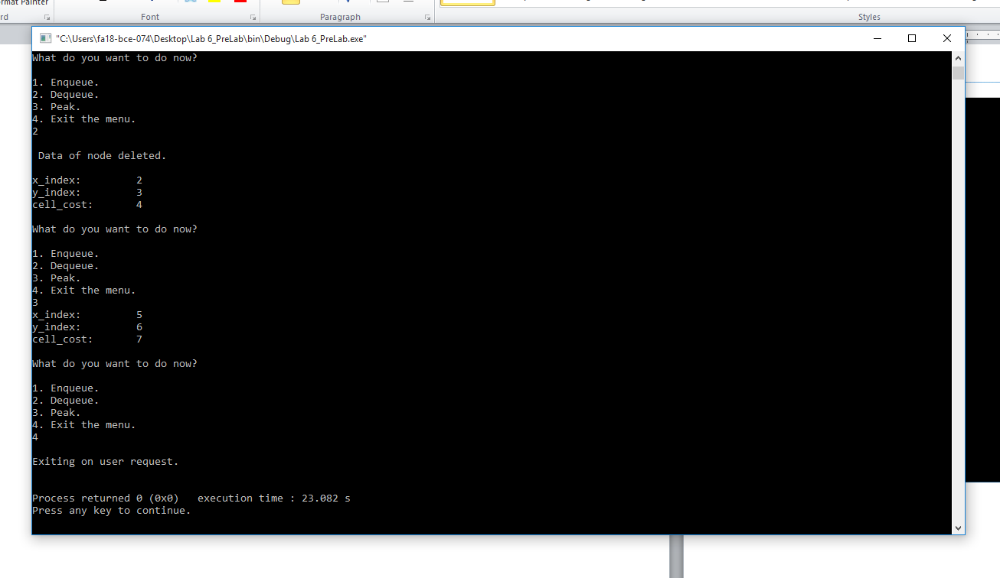 rmat Painter
rd
Font
Paragraph
Styles
"C:\Users\fa18-bce-074\Desktop\Lab 6_PreLab\bin\Debug\Lab 6_PreLab.exe"
What do you want to do now?
1. Enqueue.
2. Dequeue.
3. Peak.
4. Exit the menu.
2
Data of node deleted.
x_index: 2
y_index: 3
cell_cost: 4
What do you want to do now?
1. Enqueue.
2. Dequeue.
3. Peak.
4. Exit the menu.
3
x_index: 5
y_index: 6
cell_cost: 7
What do you want to do now?
1. Enqueue.
2. Dequeue.
3. Peak.
4. Exit the menu.
4
Exiting on user request.
Process returned 0 (0x0) execution time : 23.082 s
Press any key to continue.